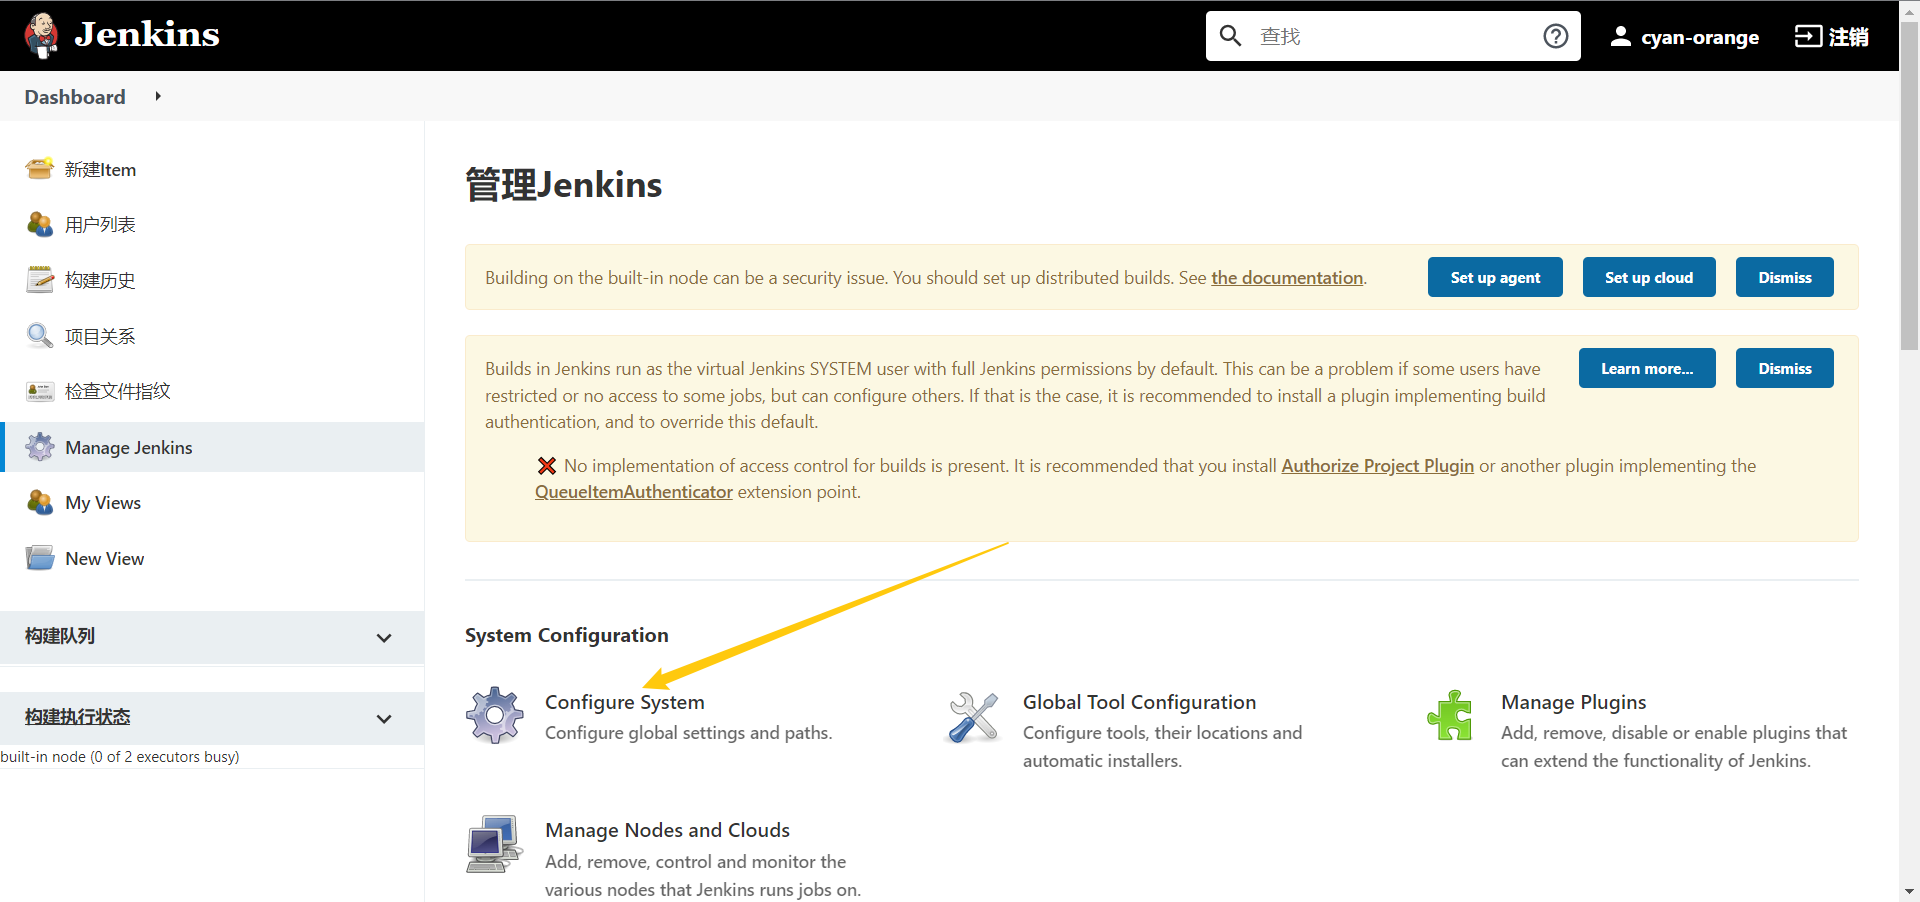 Jenkins
查找
cyan-orange
注销
Dashboard
新建Item
用户列表
构建历史
项目关系
检查文件指纹
Manage Jenkins
My Views
New View
构建队列
构建执行状态
built-in node (0 of 2 executors busy)
管理Jenkins
Building on the built-in node can be a security issue. You should set up distributed builds. See the documentation.
Set up agent
Set up cloud
Dismiss
Builds in Jenkins run as the virtual Jenkins SYSTEM user with full Jenkins permissions by default. This can be a problem if some users have
restricted or no access to some jobs, but can configure others. If that is the case, it is recommended to install a plugin implementing build
authentication, and to override this default.
Learn more...
Dismiss
No implementation of access control for builds is present. It is recommended that you install Authorize Project Plugin or another plugin implementing the
QueueItemAuthenticator extension point.
System Configuration
Configure System
Configure global settings and paths.
Global Tool Configuration
Configure tools, their locations and
automatic installers.
Manage Plugins
Add, remove, disable or enable plugins that
can extend the functionality of Jenkins.
Manage Nodes and Clouds
Add, remove, control and monitor the
various nodes that Jenkins runs jobs on.